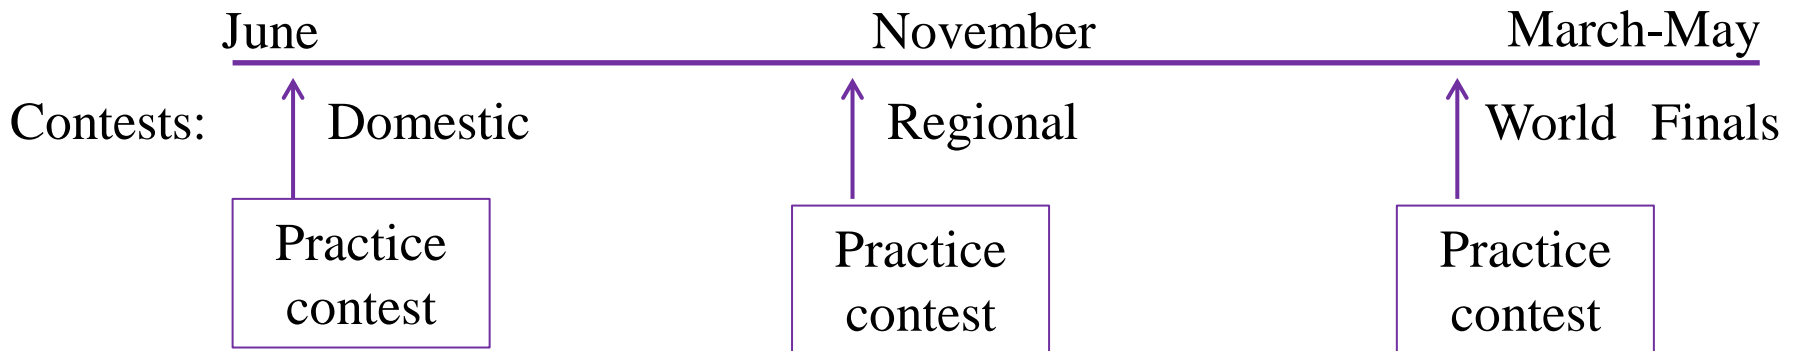 June November March-May
Contests: Domestic Regional World Finals
Practice Practice Practice
contest contest contest